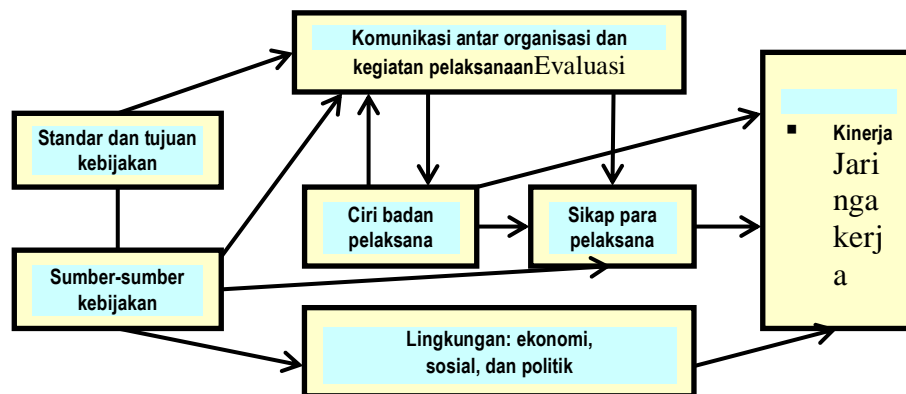 Komunikasi antar organisasi dan
kegiatan pelaksanaanEvaluasi
Standar dan tujuan
kebijakan
Ciri badan
pelaksana
Sikap para
pelaksana
▪ Kinerja
Jari
nga
kerj
a
Sumber-sumber
kebijakan
Lingkungan: ekonomi,
sosial, dan politik